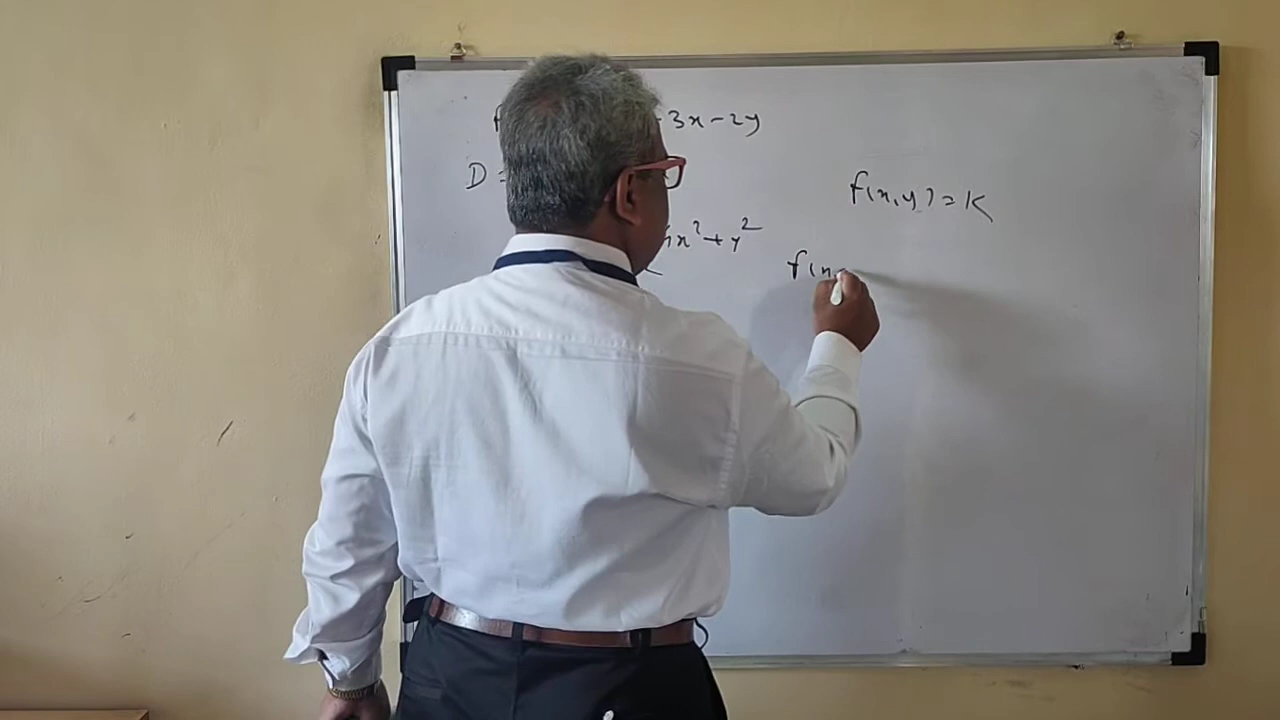 f 3x-2y
D=
x²+y²
f(x,y)=K
f(x